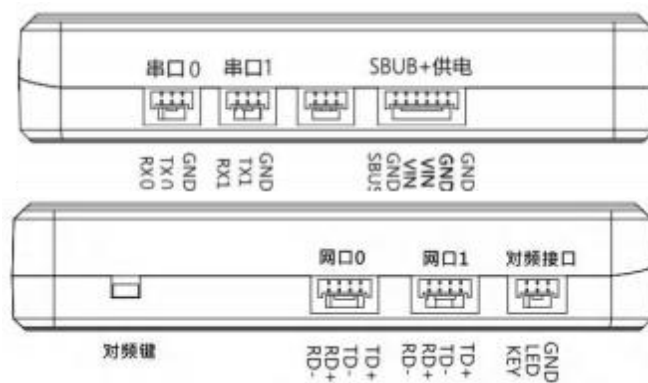 串口0 串口1 SBUB+供电
RX0 TX0 GND RX1 TX1 GND SBUS GND VIN VIN GND GND
网口0 网口1 对频接口
对频键
RD- RD+ TD- TD+ RD- RD+ TD- TD+ KEY LED GND